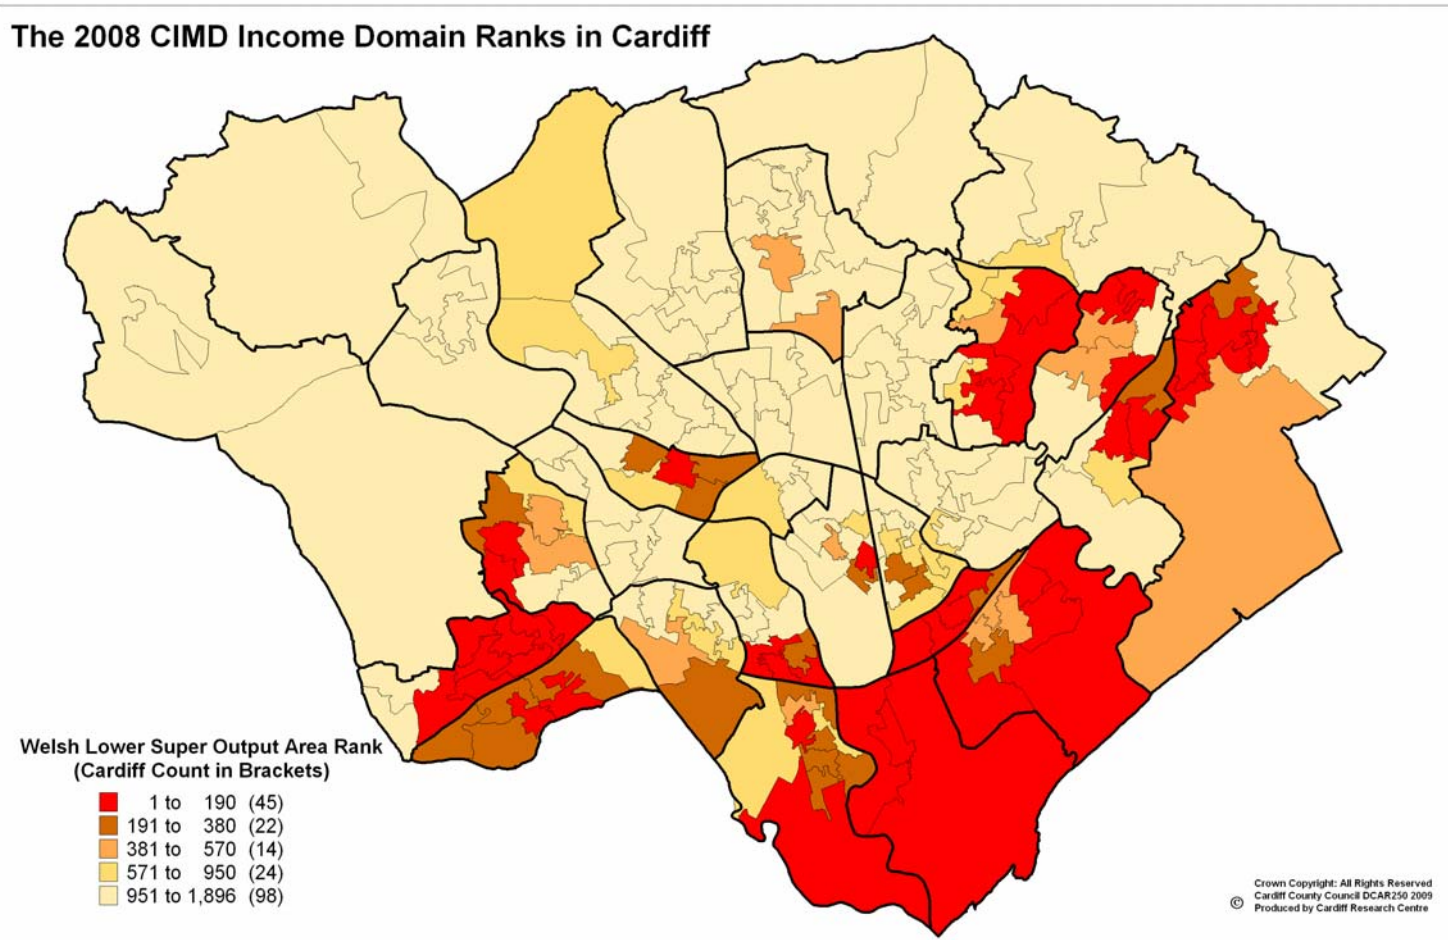 The 2008 CIMD Income Domain Ranks in Cardiff
Welsh Lower Super Output Area Rank
(Cardiff Count in Brackets)
1 to 190 (45)
191 to 380 (22)
381 to 570 (14)
571 to 950 (24)
951 to 1,896 (98)
Crown Copyright: All Rights Reserved
© Cardiff County Council DCAR250 2009
Produced by Cardiff Research Centre